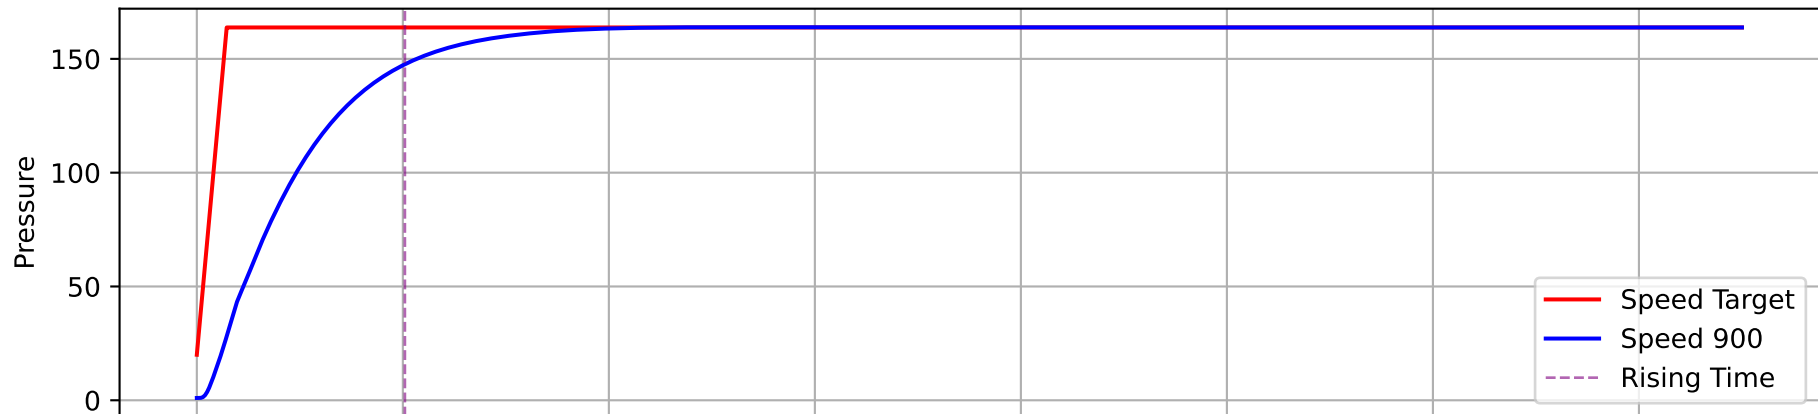 150
100
50
0
Pressure
Speed Target
Speed 900
Rising Time